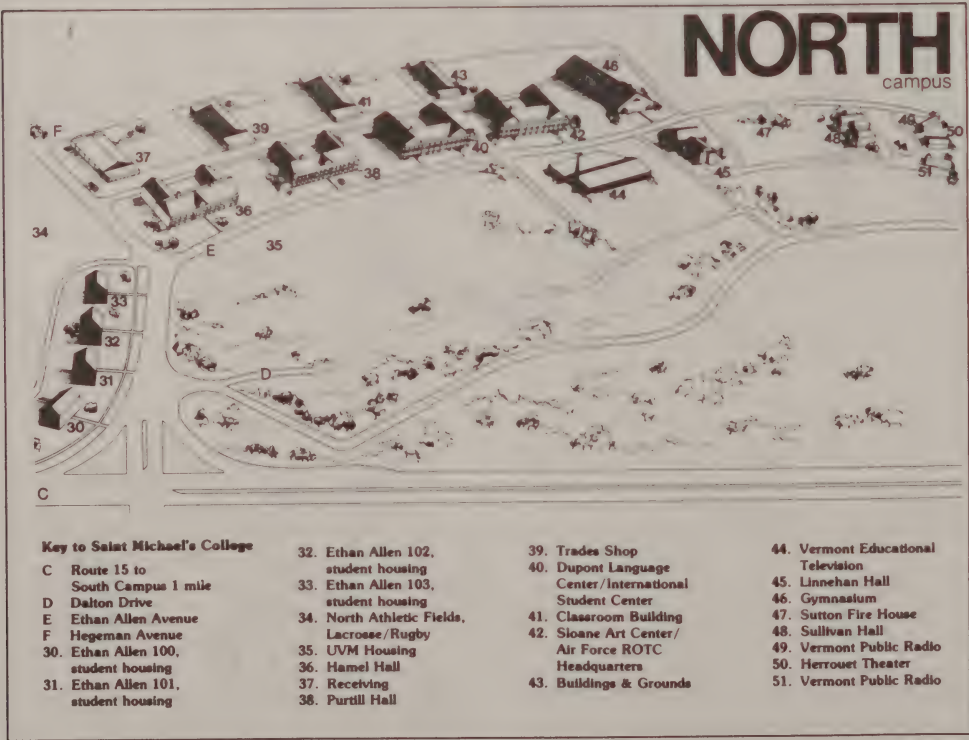 NORTH
campus
46
43
41
39
F
37
40
42
47
48
49
50
51
45
44
38
36
34
E
35
33
32
31
D
30
C
Key to Saint Michael's College
C Route 15 to
South Campus 1 mile
D Dalton Drive
E Ethan Allen Avenue
F Hegeman Avenue
30. Ethan Allen 100,
student housing
31. Ethan Allen 101,
student housing
32. Ethan Allen 102,
student housing
33. Ethan Allen 103,
student housing
34. North Athletic Fields,
Lacrosse/Rugby
35. UVM Housing
36. Hamel Hall
37. Receiving
38. Purtill Hall
39. Trades Shop
40. Dupont Language
Center/International
Student Center
41. Classroom Building
42. Sloane Art Center/
Air Force ROTC
Headquarters
43. Buildings & Grounds
44. Vermont Educational
Television
45. Linnehan Hall
46. Gymnasium
47. Sutton Fire House
48. Sullivan Hall
49. Vermont Public Radio
50. Herrouet Theater
51. Vermont Public Radio